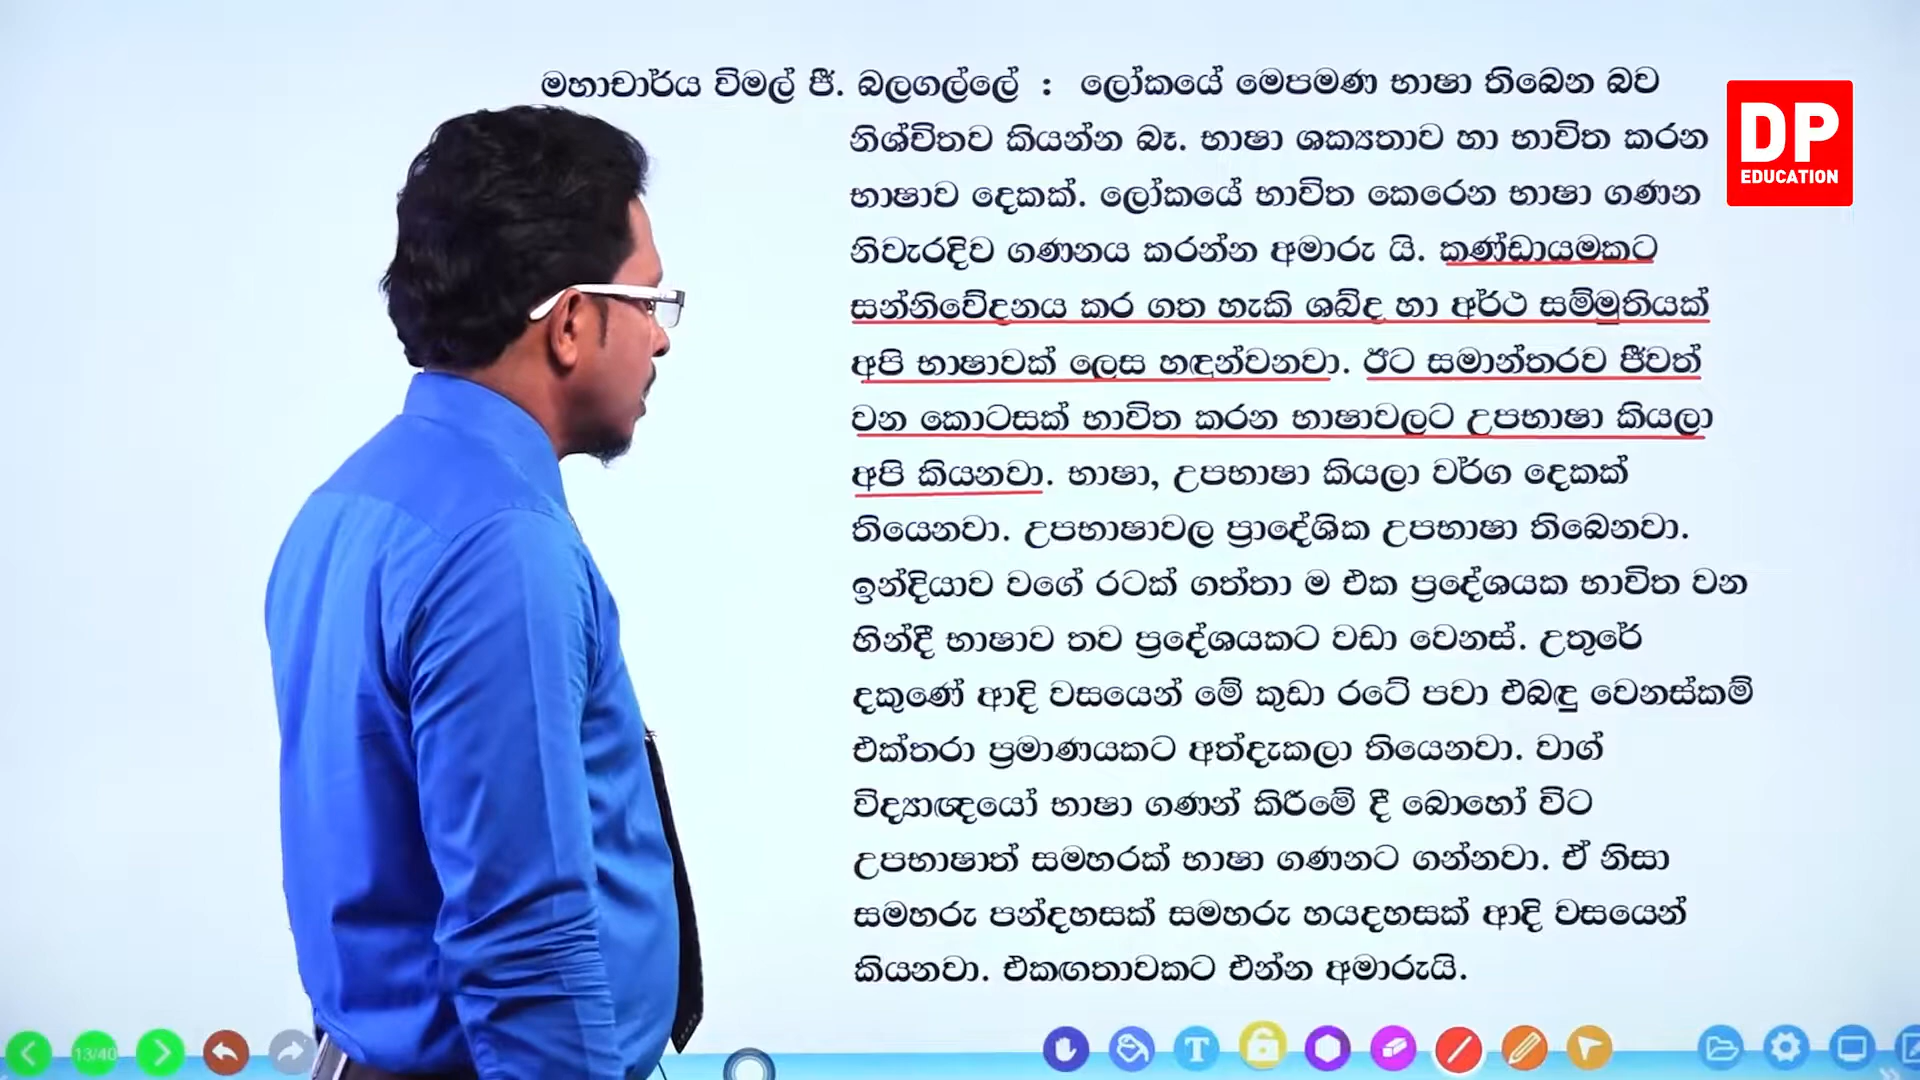 මහාචාර්ය විමල් ජී. බලගල්ලේ : ලෝකයේ මෙපමණ භාෂා තිබෙන බව
නිශ්චිතව කියන්න බෑ. භාෂා ශක්‍යතාව හා භාවිත කරන
භාෂාව දෙකක්. ලෝකයේ භාවිත කෙරෙන භාෂා ගණන
නිවැරදිව ගණනය කරන්න අමාරු යි. කණ්ඩායමකට
සන්නිවේදනය කර ගත හැකි ශබ්ද හා අර්ථ සම්මුතියක්
අපි භාෂාවක් ලෙස හඳුන්වනවා. ඊට සමාන්තරව ජීවත්
වන කොටසක් භාවිත කරන භාෂාවලට උපභාෂා කියලා
අපි කියනවා. භාෂා, උපභාෂා කියලා වර්ග දෙකක්
තියෙනවා. උපභාෂාවල ප්‍රාදේශික උපභාෂා තිබෙනවා.
ඉන්දියාව වගේ රටක් ගත්තා ම එක ප්‍රදේශයක භාවිත වන
හින්දී භාෂාව තව ප්‍රදේශයකට වඩා වෙනස්. උතුරේ
දකුණේ ආදි වසයෙන් මේ කුඩා රටේ පවා එබඳු වෙනස්කම්
එක්තරා ප්‍රමාණයකට අත්දැකලා තියෙනවා. වාග්
විද්‍යාඥයෝ භාෂා ගණන් කිරීමේ දී බොහෝ විට
උපභාෂාත් සමහරක් භාෂා ගණනට ගන්නවා. ඒ නිසා
සමහරු පන්දහසක් සමහරු හයදහසක් ආදි වසයෙන්
කියනවා. එකඟතාවකට එන්න අමාරුයි.
DP
EDUCATION
13/40
T